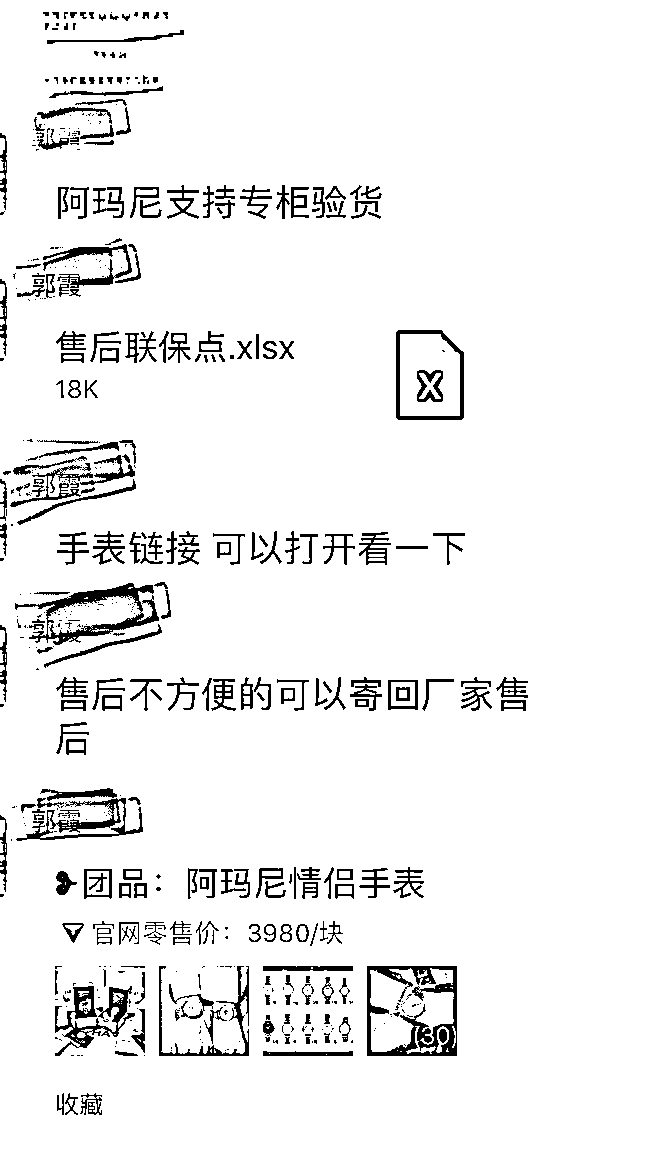 郭霞
阿玛尼支持专柜验货
郭霞
售后联保点.xlsx
18K
X
郭霞
手表链接 可以打开看一下
郭霞
售后不方便的可以寄回厂家售
后
郭霞
❥团品：阿玛尼情侣手表
官网零售价：3980/块
(30)
收藏